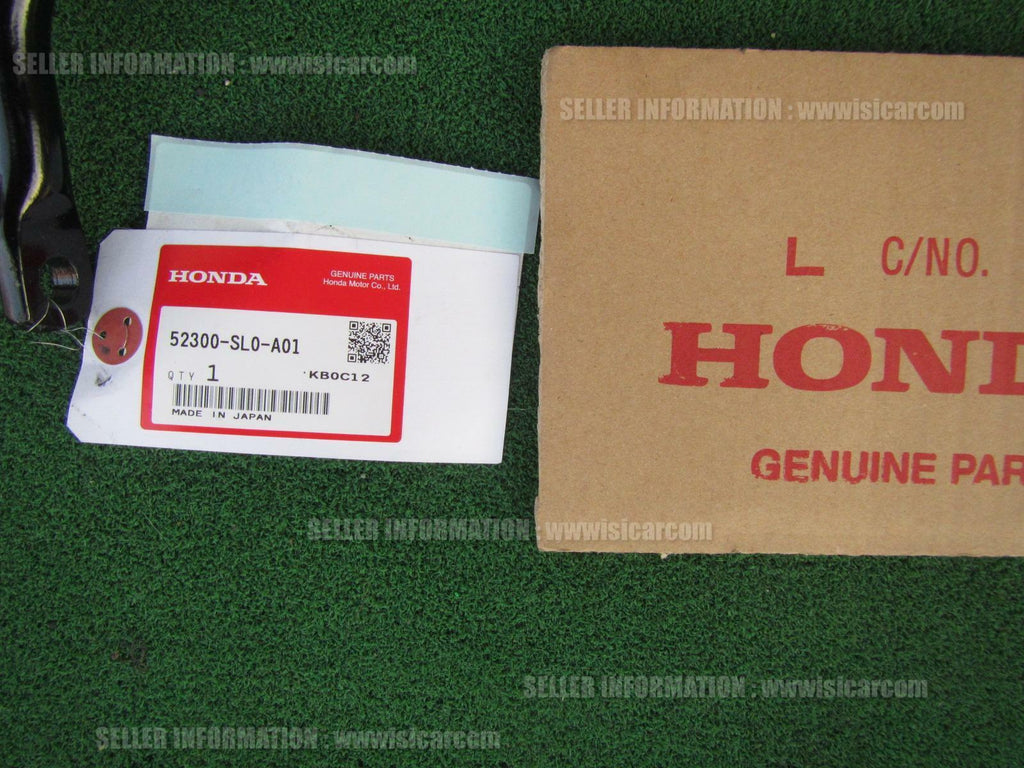 SELLER INFORMATION : wwwisicarcom
SELLER INFORMATION : wwwisicarcom
L C/NO.
HOND
GENUINE PAR
HONDA
GENUINE PARTS
Honda Motor Co., Ltd.
52300-SL0-A01
QTY 1 KB0C12
MADE IN JAPAN
SELLER INFORMATION : wwwisicarcom
SELLER INFORMATION : wwwisicarcom
SELLER INFORMATION : wwwisicarcom